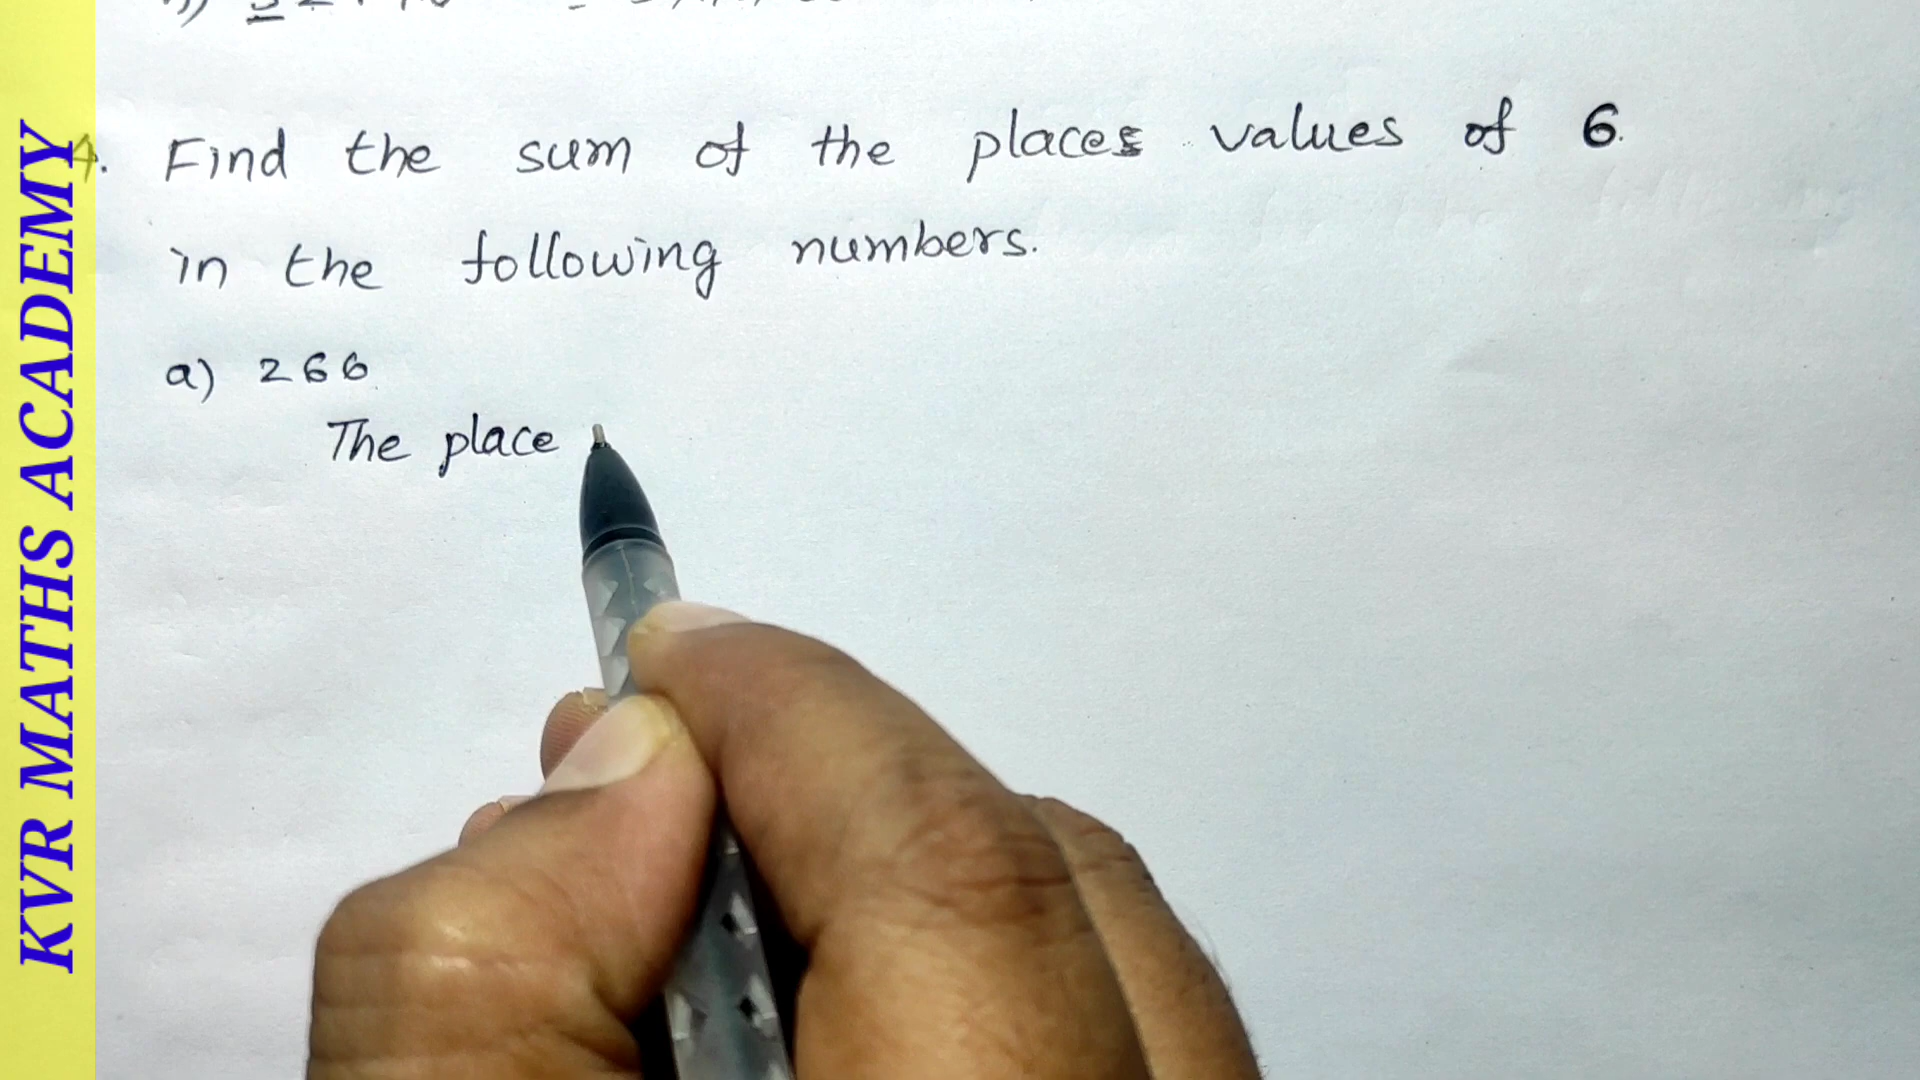 4. Find the sum of the places values of 6.
in the following numbers.
a) 266
The place
KVR MATHS ACADEMY